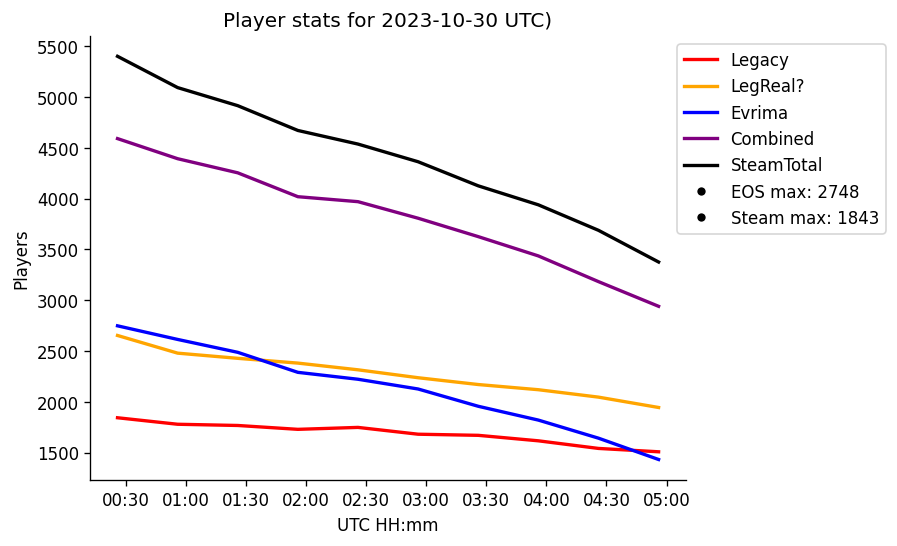 Player stats for 2023-10-30 UTC)
5500
5000
4500
4000
3500
3000
2500
2000
1500
Players
00:30 01:00 01:30 02:00 02:30 03:00 03:30 04:00 04:30 05:00
UTC HH:mm
Legacy
LegReal?
Evrima
Combined
SteamTotal
EOS max: 2748
Steam max: 1843